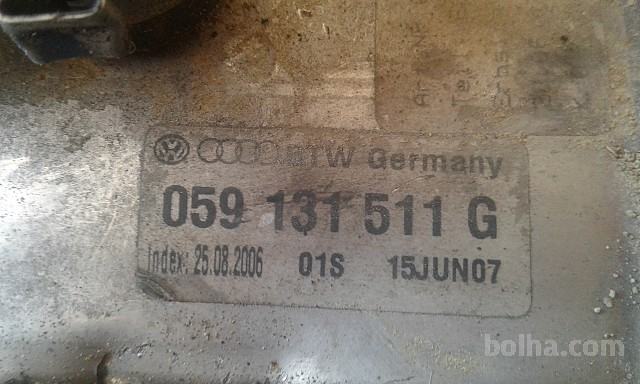 BTW Germany
059 131 511 G
Index: 25.08.2006 01S 15JUN07
bolha.com